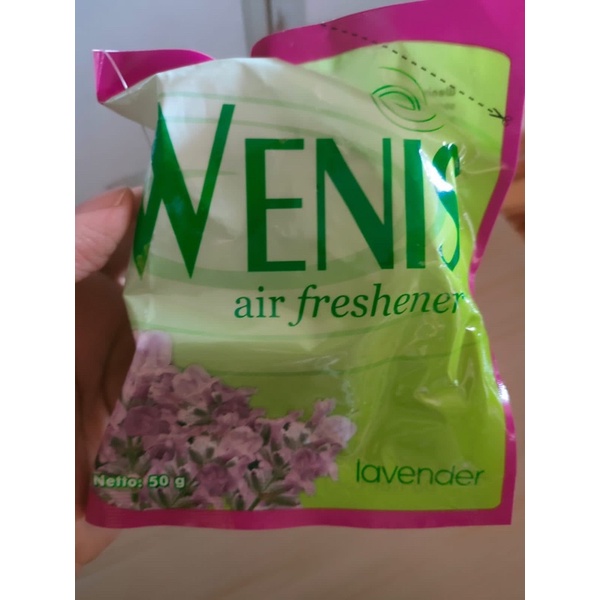 WENIS
air freshener
lavender
Netto: 50 g